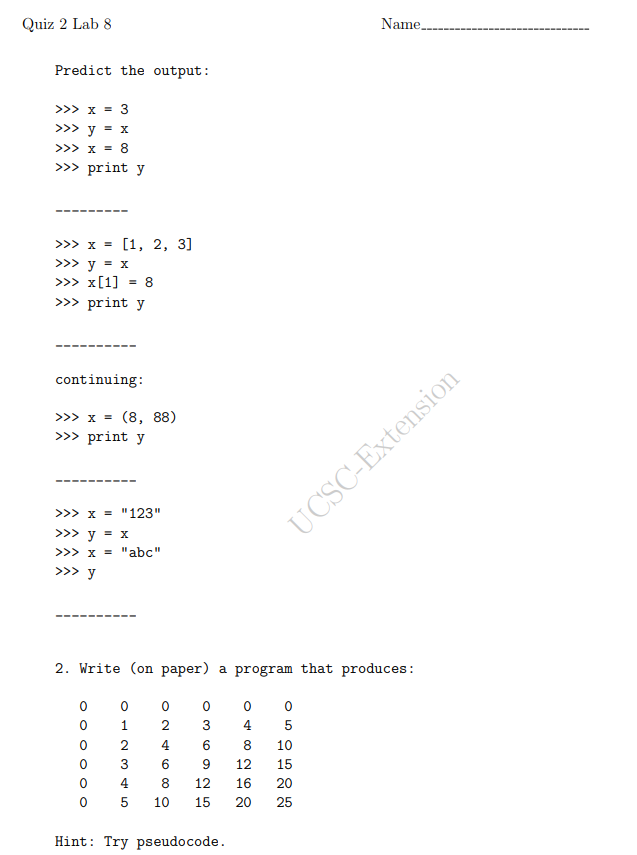 Quiz 2 Lab 8 Name______________________________
Predict the output:
>>> x = 3
>>> y = x
>>> x = 8
>>> print y
---------
>>> x = [1, 2, 3]
>>> y = x
>>> x[1] = 8
>>> print y
----------
continuing:
>>> x = (8, 88)
>>> print y
----------
>>> x = "123"
>>> y = x
>>> x = "abc"
>>> y
----------
UCSC-Extension
2. Write (on paper) a program that produces:
0 0 0 0 0 0
0 1 2 3 4 5
0 2 4 6 8 10
0 3 6 9 12 15
0 4 8 12 16 20
0 5 10 15 20 25
Hint: Try pseudocode.